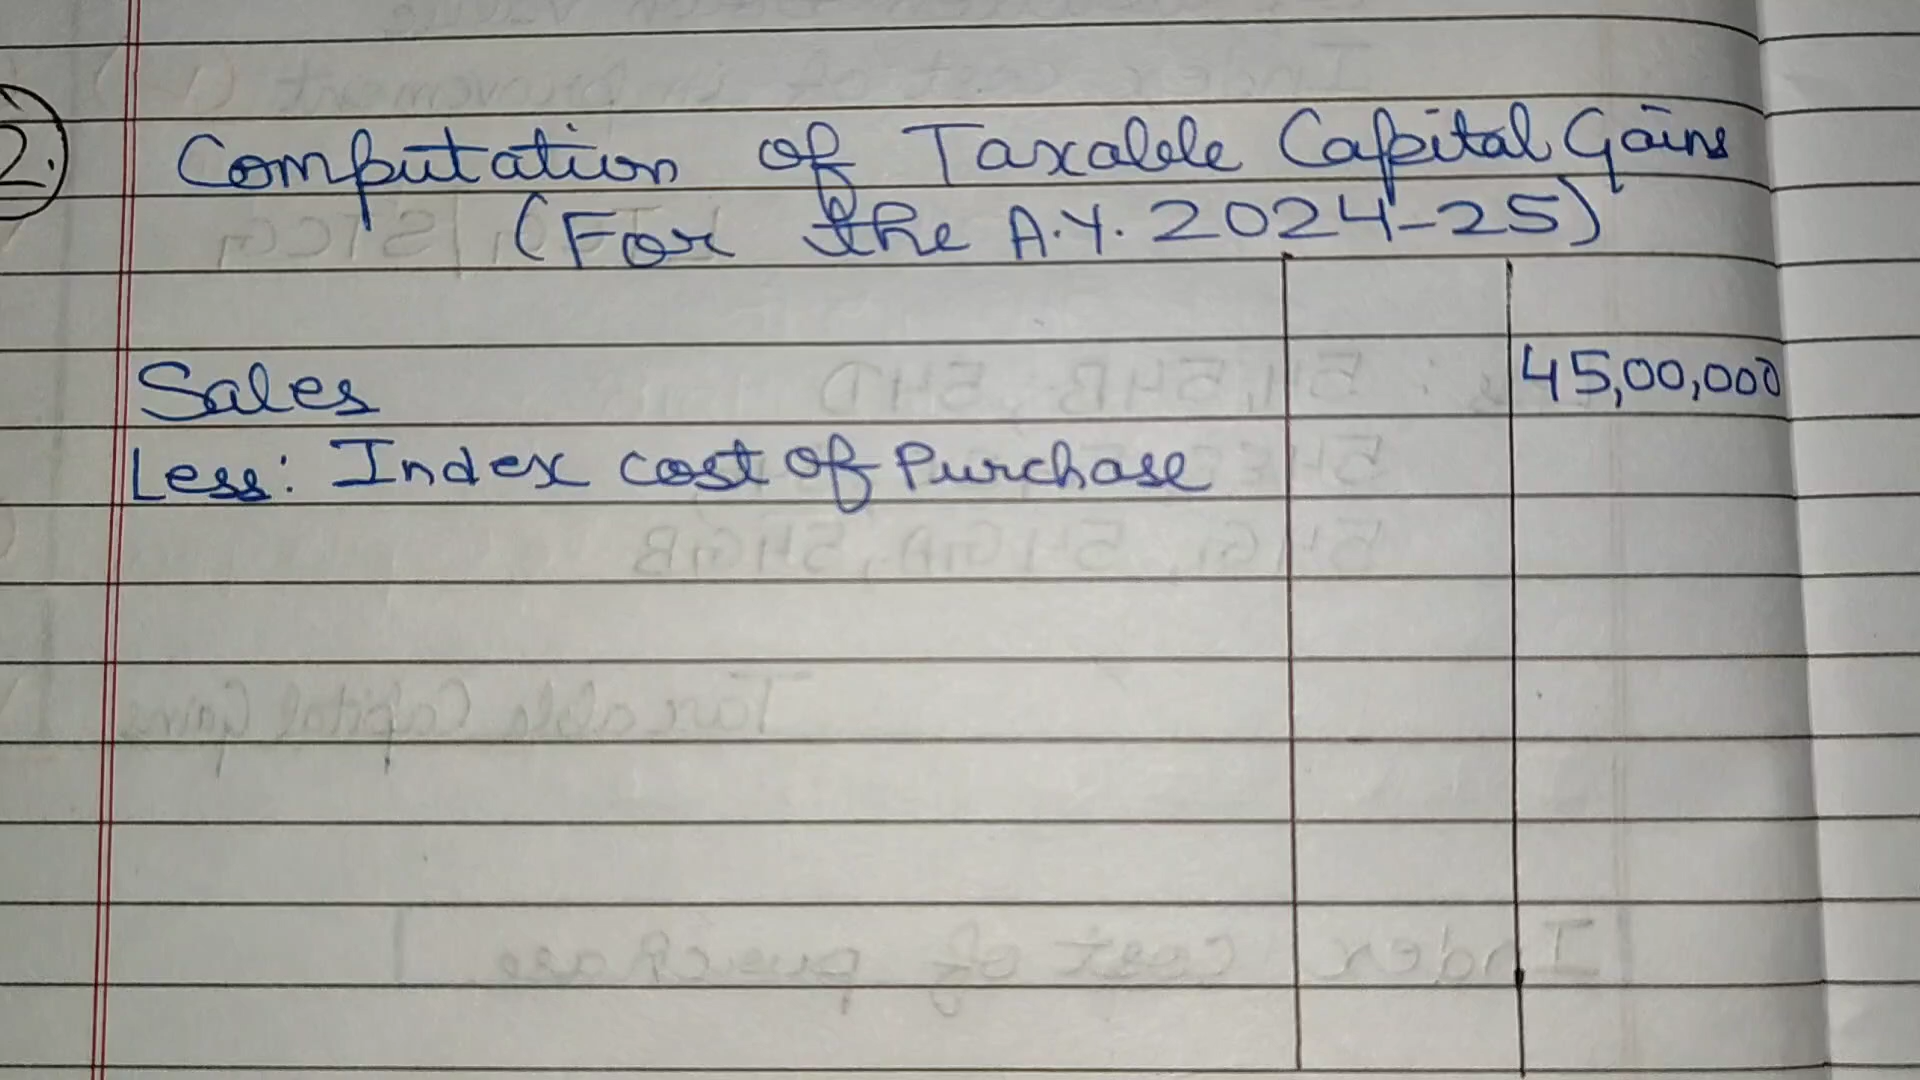 2. Computation of Taxable Capital Gains
(For the A.Y. 2024-25)
Sales 45,00,000
Less: Index cost of Purchase